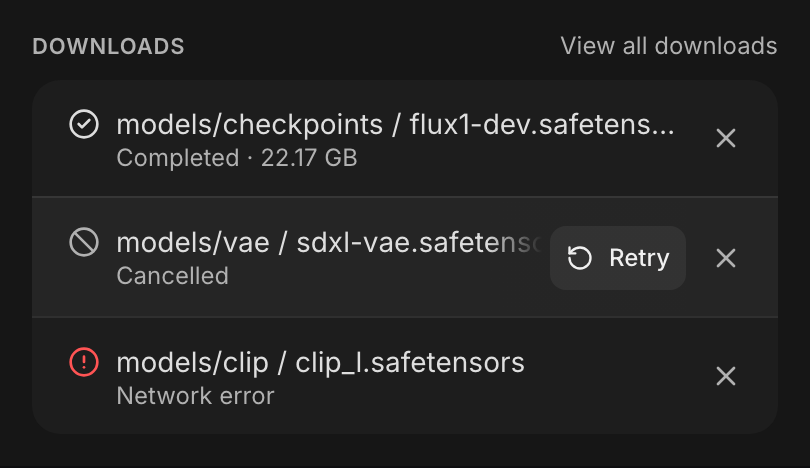 DOWNLOADS
View all downloads
models/checkpoints / flux1-dev.safetens...
Completed · 22.17 GB
models/vae / sdxl-vae.safetenso
Retry
Cancelled
models/clip / clip_l.safetensors
Network error